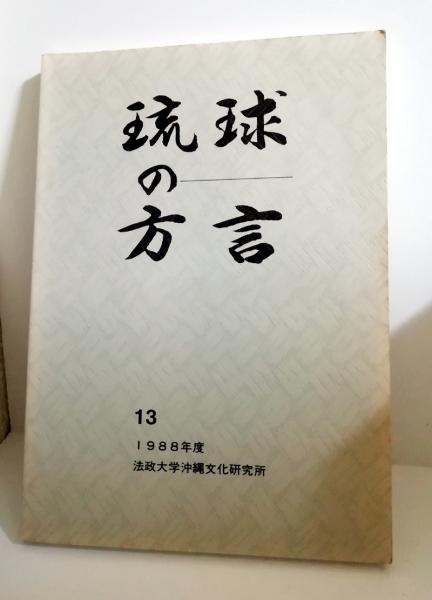 琉球
の
方言
13
1988年度
法政大学沖縄文化研究所